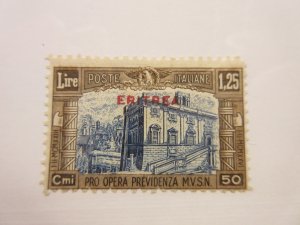 POSTE ITALIANE
Lire 1,25
ERITREA
Cmi 50
PRO OPERA PREVIDENZA M.V.S.N.